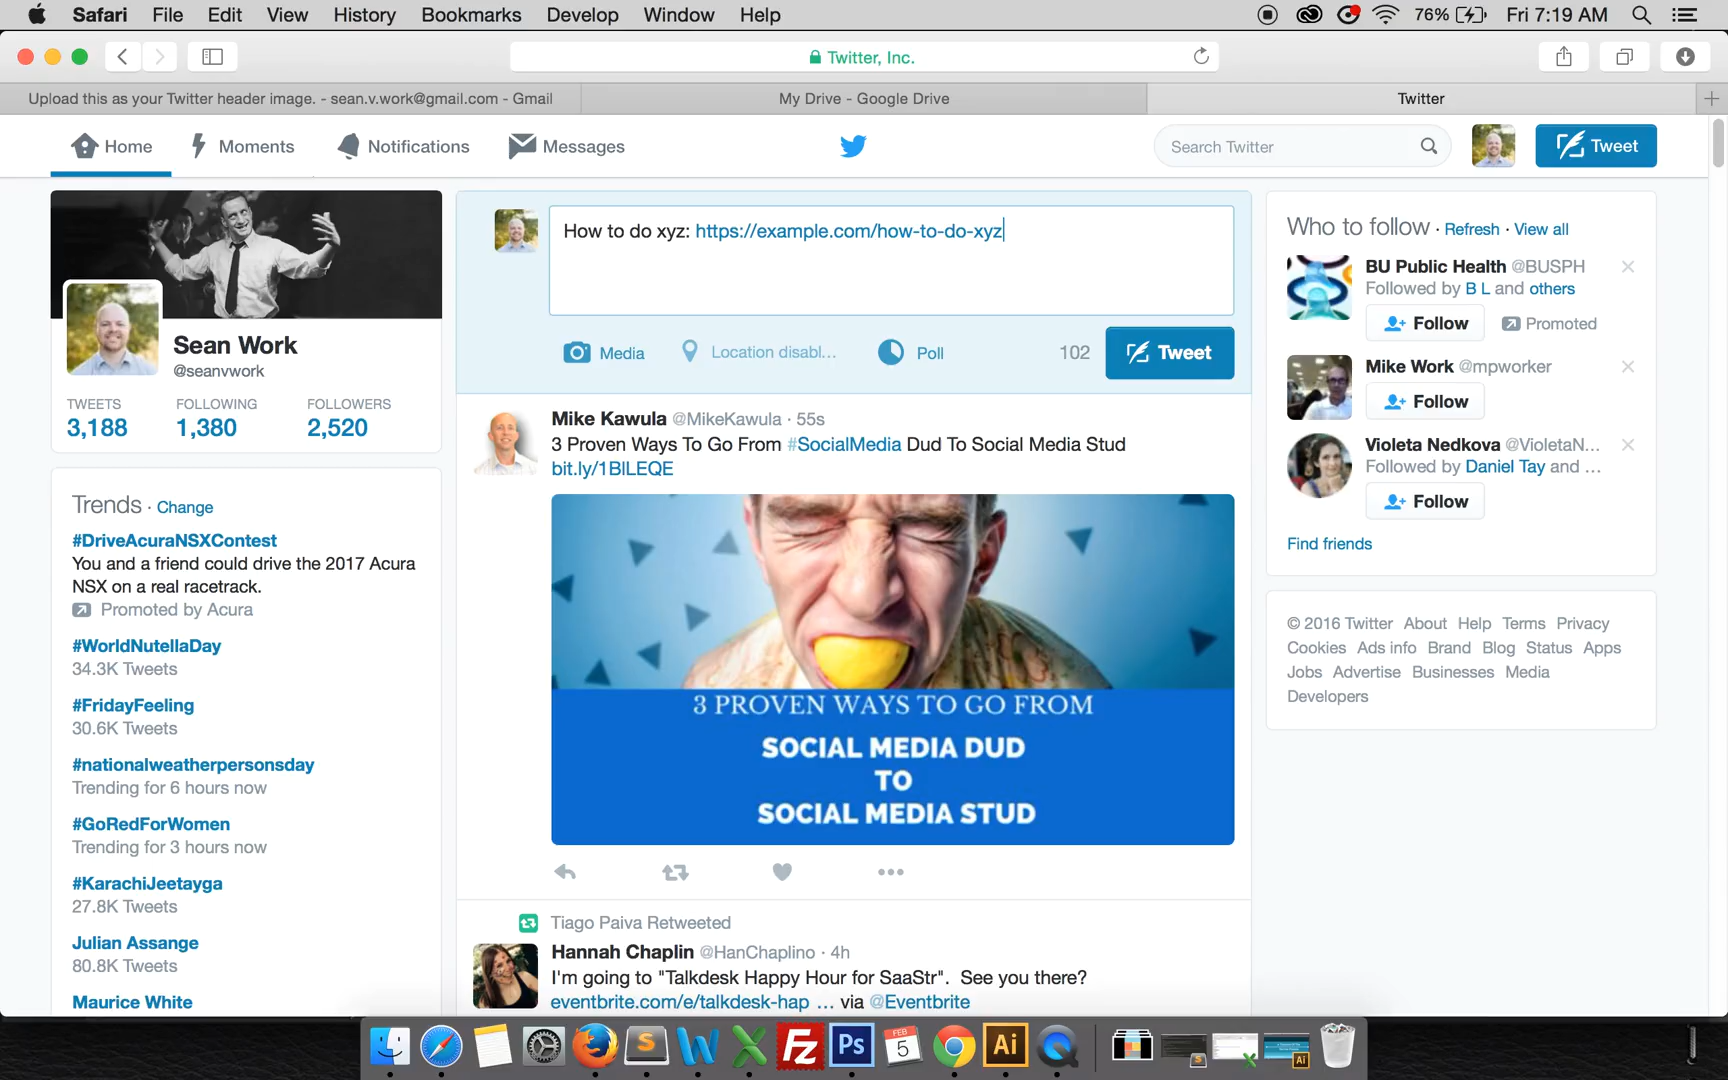 Safari File Edit View History Bookmarks Develop Window Help
76% Fri 7:19 AM
Twitter, Inc.
Upload this as your Twitter header image. - sean.v.work@gmail.com - Gmail
My Drive - Google Drive
Twitter
Home Moments Notifications Messages
Search Twitter
Tweet
Sean Work
@seanvwork
TWEETS FOLLOWING FOLLOWERS
3,188 1,380 2,520
Trends · Change
#DriveAcuraNSXContest
You and a friend could drive the 2017 Acura
NSX on a real racetrack.
Promoted by Acura
#WorldNutellaDay
34.3K Tweets
#FridayFeeling
30.6K Tweets
#nationalweatherpersonsday
Trending for 6 hours now
#GoRedForWomen
Trending for 3 hours now
#KarachiJeetayga
27.8K Tweets
Julian Assange
80.8K Tweets
Maurice White
How to do xyz: https://example.com/how-to-do-xyz
Media Location disabl... Poll 102 Tweet
Mike Kawula @MikeKawula · 55s
3 Proven Ways To Go From #SocialMedia Dud To Social Media Stud
bit.ly/1BlLEQE
3 PROVEN WAYS TO GO FROM
SOCIAL MEDIA DUD
TO
SOCIAL MEDIA STUD
Tiago Paiva Retweeted
Hannah Chaplin @HanChaplino · 4h
I'm going to "Talkdesk Happy Hour for SaaStr". See you there?
eventbrite.com/e/talkdesk-hap ... via @Eventbrite
Who to follow · Refresh · View all
BU Public Health @BUSPH
Followed by B L and others
Follow Promoted
Mike Work @mpworker
Follow
Violeta Nedkova @VioletaN...
Followed by Daniel Tay and ...
Follow
Find friends
© 2016 Twitter About Help Terms Privacy
Cookies Ads info Brand Blog Status Apps
Jobs Advertise Businesses Media
Developers
S W X Fz Ps FEB 5 Ai S X Ai